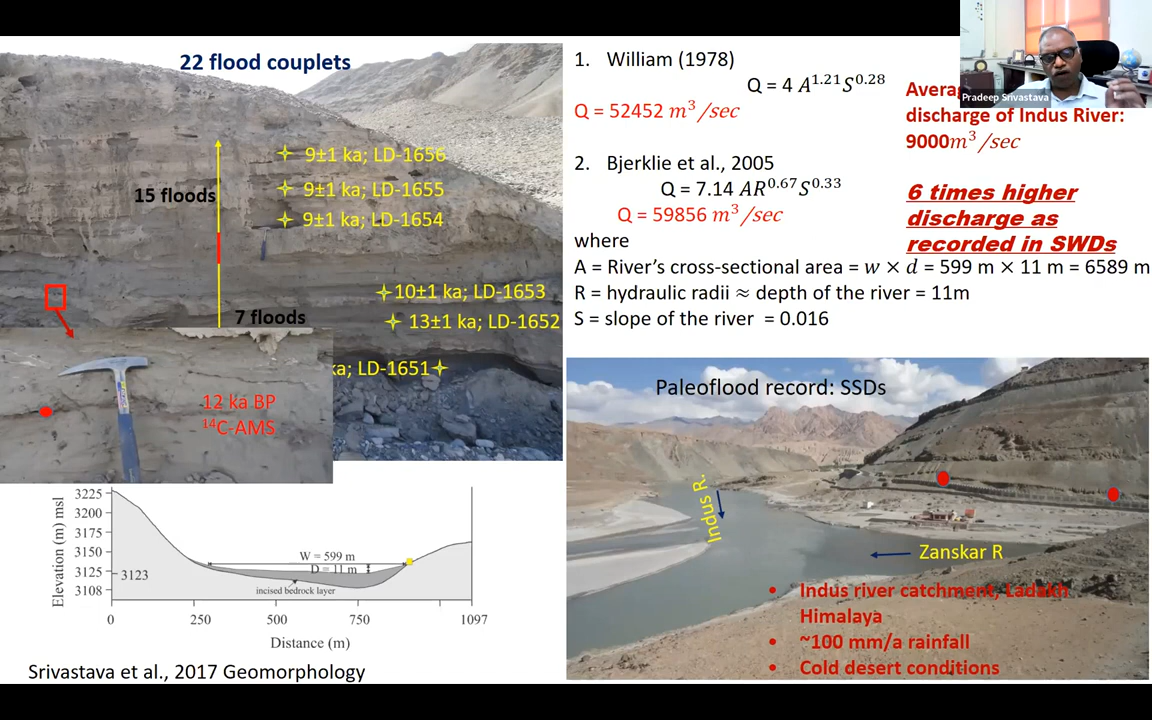 22 flood couplets
15 floods
9±1 ka; LD-1656
9±1 ka; LD-1655
9±1 ka; LD-1654
10±1 ka; LD-1653
7 floods
13±1 ka; LD-1652
ka; LD-1651
12 ka BP
14C-AMS
1. William (1978)
Q = 4 A^1.21 S^0.28
Q = 52452 m³/sec
2. Bjerklie et al., 2005
Q = 7.14 AR^0.67 S^0.33
Q = 59856 m³/sec
where
A = River's cross-sectional area = w × d = 599 m × 11 m = 6589 m
R = hydraulic radii ≈ depth of the river = 11m
S = slope of the river = 0.016
Pradeep Srivastava
discharge of Indus River:
9000m³/sec
6 times higher
discharge as
recorded in SWDs
Elevation (m) msl
3225
3200
3175
3150
3125
3108
3123
W = 599 m
D = 11 m
incised bedrock layer
0
250
500
750
1097
Distance (m)
Srivastava et al., 2017 Geomorphology
Paleoflood record: SSDs
Indus R.
Zanskar R
• Indus river catchment, Ladakh
Himalaya
• ~100 mm/a rainfall
• Cold desert conditions